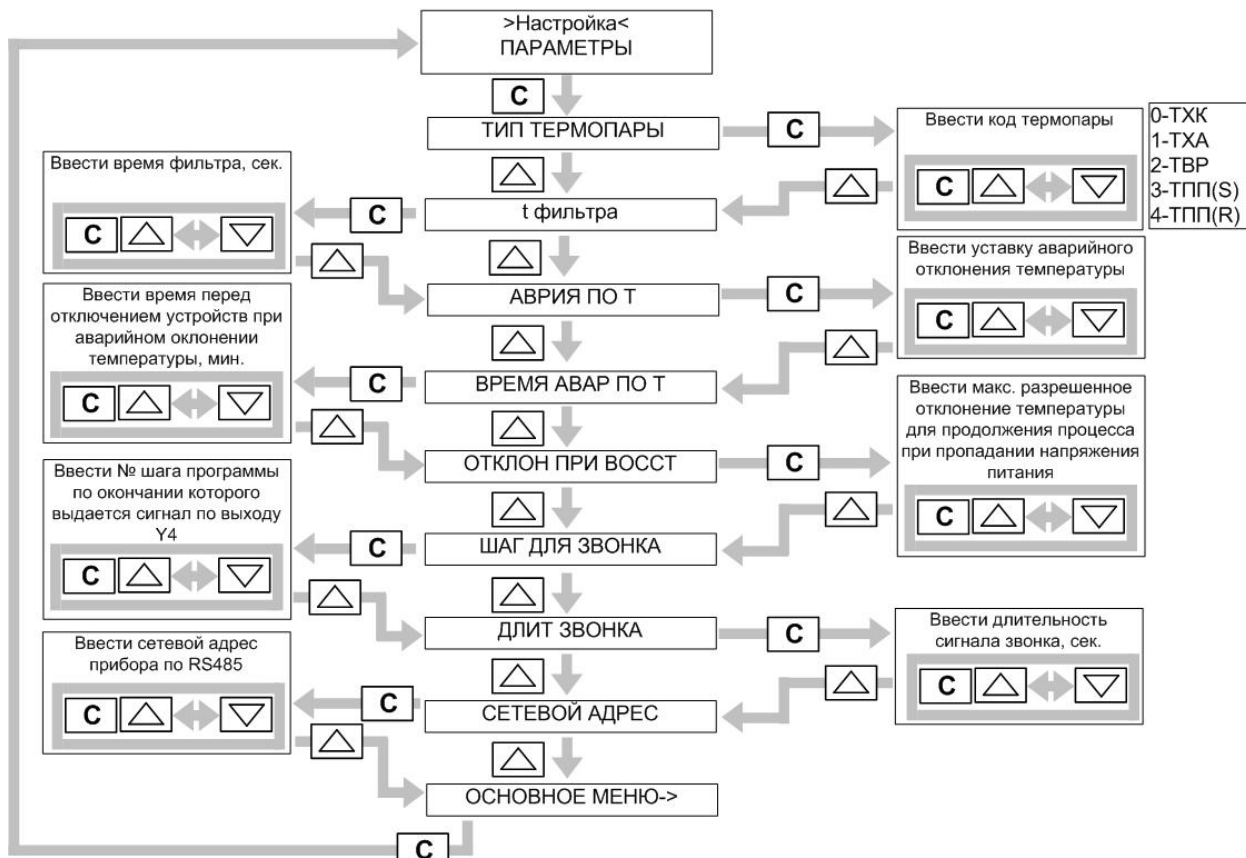 >Настройка<
ПАРАМЕТРЫ
C
ТИП ТЕРМОПАРЫ
C
Ввести код термопары
C
0-ТХК
1-ТХА
2-ТВР
3-ТПП(S)
4-ТПП(R)
Ввести время фильтра, сек.
C
C
t фильтра
АВРИЯ ПО Т
C
Ввести уставку аварийного
отклонения температуры
C
Ввести время перед
отключением устройств при
аварийном оклонении
температуры, мин.
C
C
ВРЕМЯ АВАР ПО Т
ОТКЛОН ПРИ ВОССТ
C
Ввести макс. разрешенное
отклонение температуры
для продолжения процесса
при пропадании напряжения
питания
C
Ввести № шага программы
по окончании которого
выдается сигнал по выходу
Y4
C
C
ШАГ ДЛЯ ЗВОНКА
ДЛИТ ЗВОНКА
C
Ввести длительность
сигнала звонка, сек.
C
Ввести сетевой адрес
прибора по RS485
C
C
СЕТЕВОЙ АДРЕС
ОСНОВНОЕ МЕНЮ->
C